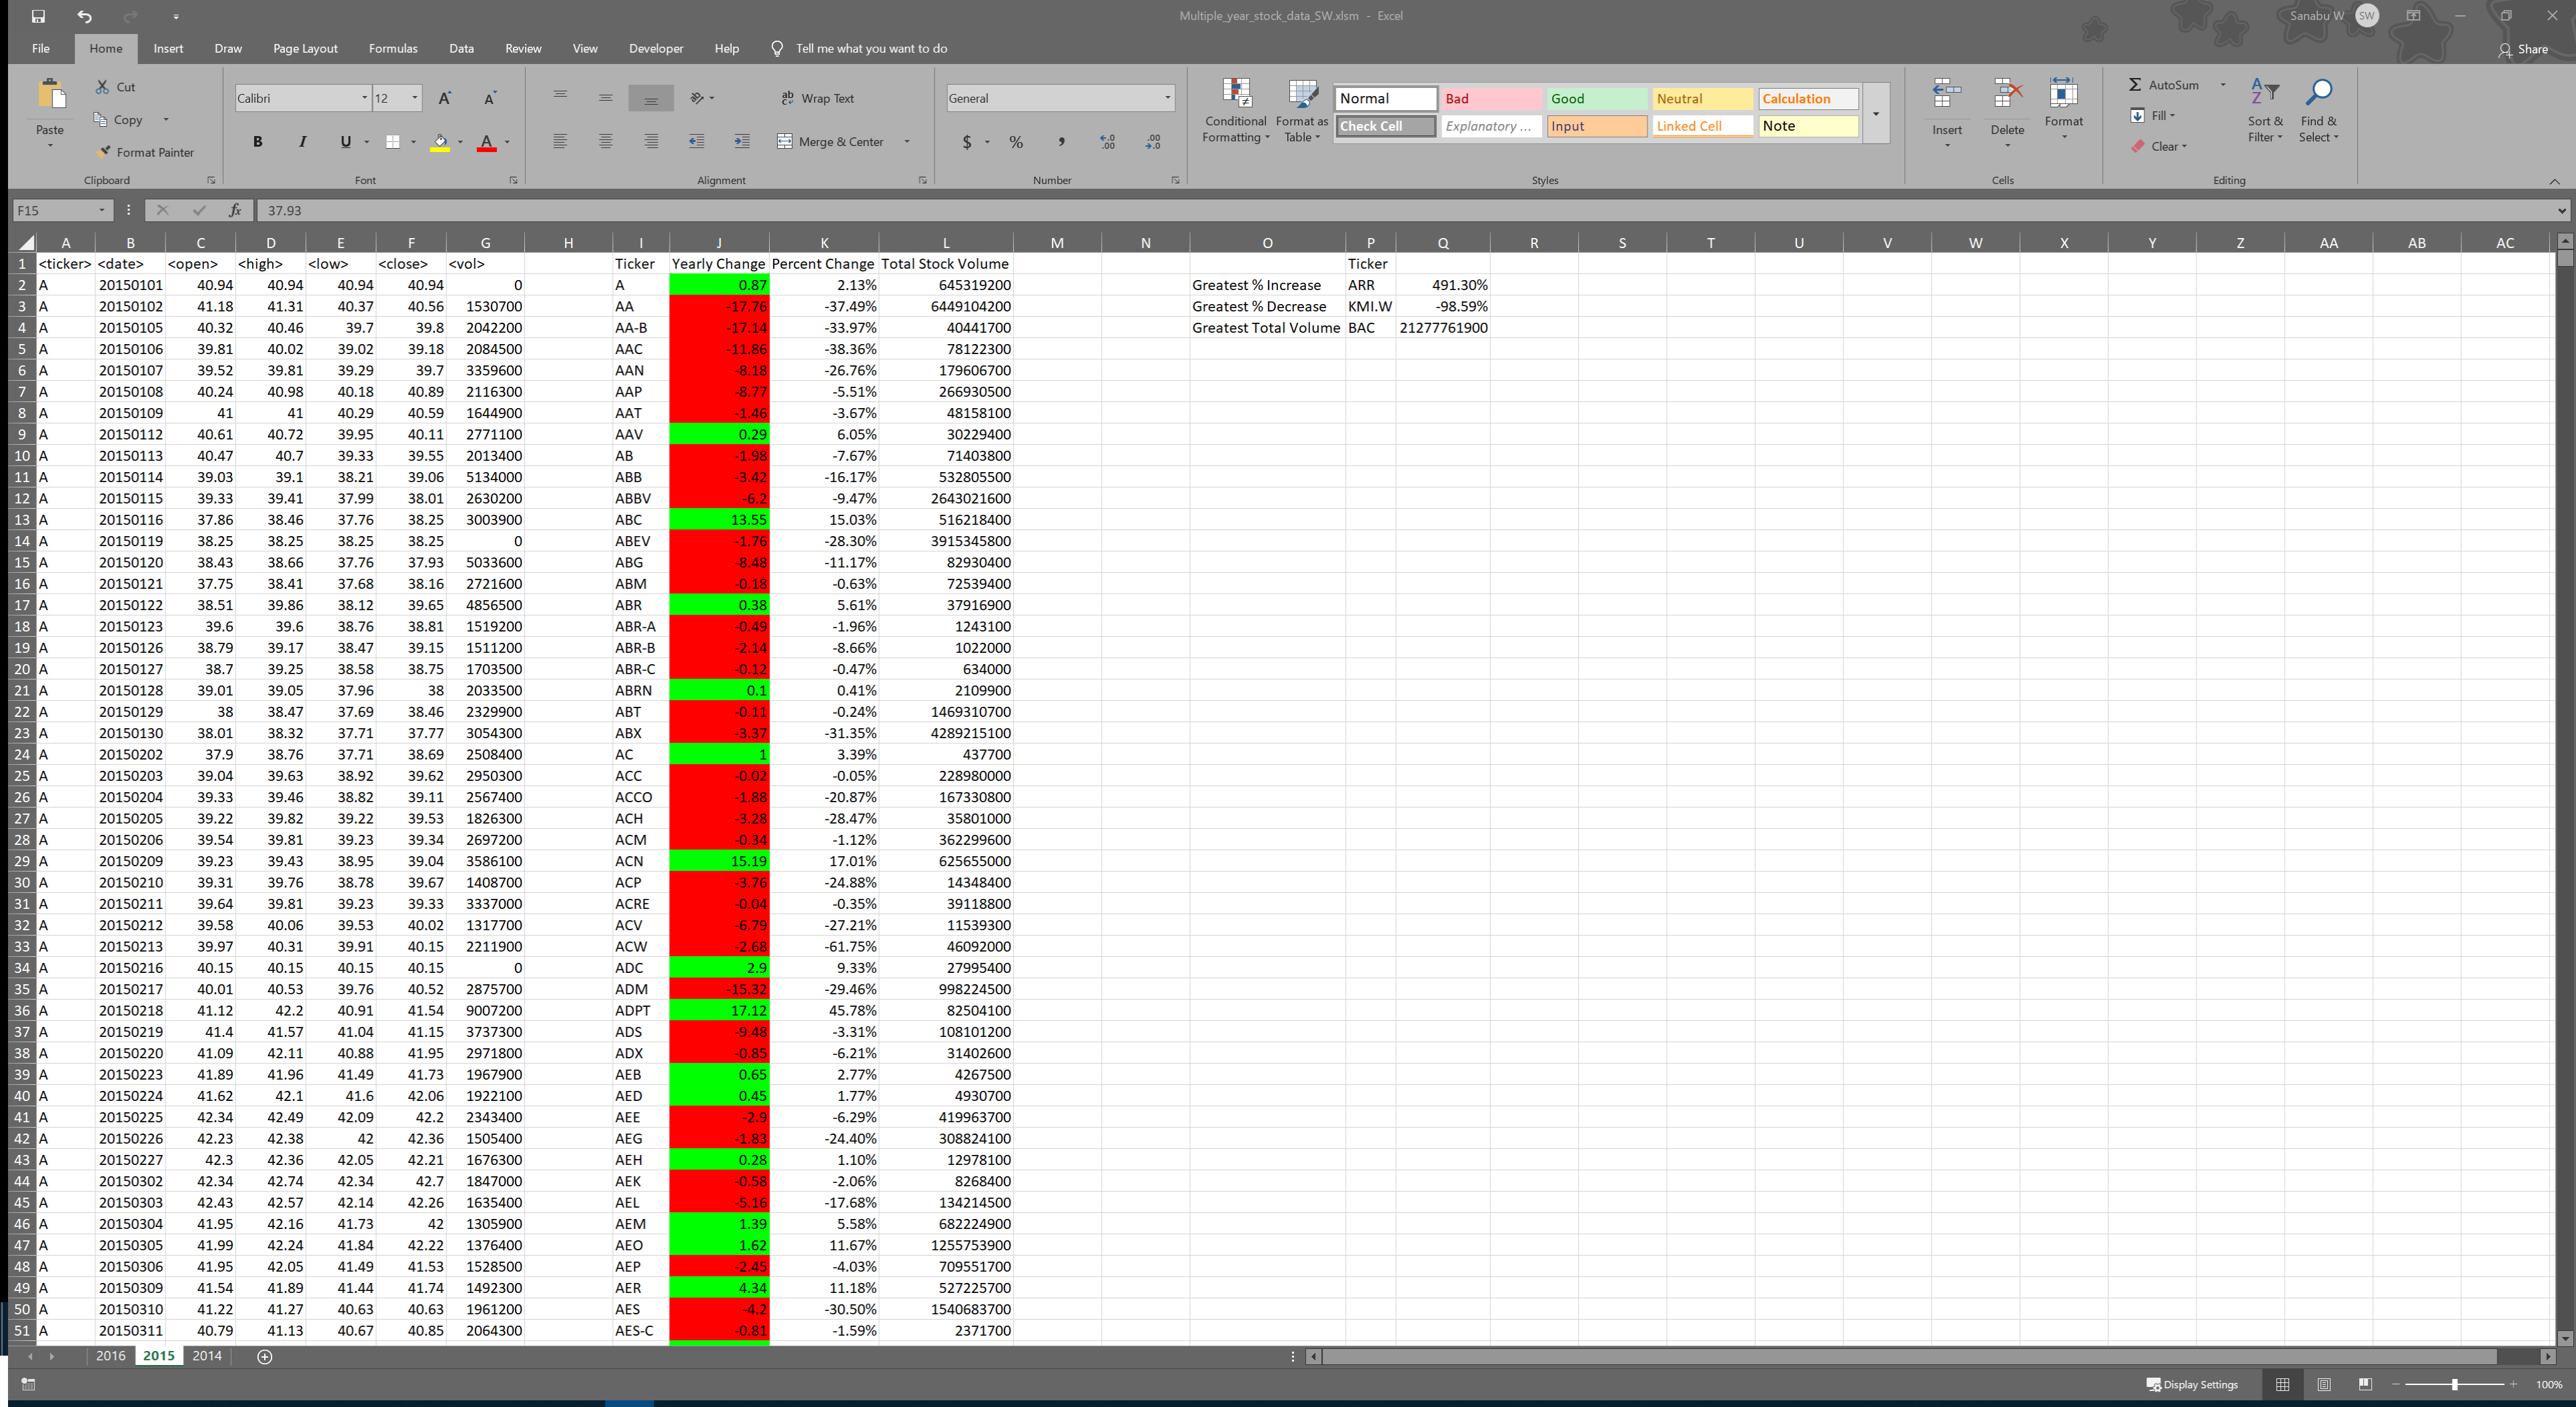 Multiple_year_stock_data_SW.xlsm - Excel
Sanabu W SW
File Home Insert Draw Page Layout Formulas Data Review View Developer Help Tell me what you want to do Share
Paste Cut Copy Format Painter Clipboard
Calibri 12 A A B I U A Font
Wrap Text Merge & Center Alignment
General $ % , Number
Conditional Formatting Format as Table Normal Bad Good Neutral Calculation
Check Cell Explanatory ... Input Linked Cell Note Styles
Insert Delete Format Cells
AutoSum Fill Clear Sort & Filter Find & Select Editing
F15 fx 37.93
A B C D E F G H I J K L M N O P Q R S T U V W X Y Z AA AB AC
1 <ticker> <date> <open> <high> <low> <close> <vol> Ticker Yearly Change Percent Change Total Stock Volume Ticker
2 A 20150101 40.94 40.94 40.94 40.94 0 A 0.87 2.13% 645319200 Greatest % Increase ARR 491.30%
3 A 20150102 41.18 41.31 40.37 40.56 1530700 AA -17.76 -37.49% 6449104200 Greatest % Decrease KMI.W -98.59%
4 A 20150105 40.32 40.46 39.7 39.8 2042200 AA-B -17.14 -33.97% 40441700 Greatest Total Volume BAC 21277761900
5 A 20150106 39.81 40.02 39.02 39.18 2084500 AAC -11.86 -38.36% 78122300
6 A 20150107 39.52 39.81 39.29 39.7 3359600 AAN -8.18 -26.76% 179606700
7 A 20150108 40.24 40.98 40.18 40.89 2116300 AAP -8.77 -5.51% 266930500
8 A 20150109 41 41 40.29 40.59 1644900 AAT -1.46 -3.67% 48158100
9 A 20150112 40.61 40.72 39.95 40.11 2771100 AAV 0.29 6.05% 30229400
10 A 20150113 40.47 40.7 39.33 39.55 2013400 AB -1.98 -7.67% 71403800
11 A 20150114 39.03 39.1 38.21 39.06 5134000 ABB -3.42 -16.17% 532805500
12 A 20150115 39.33 39.41 37.99 38.01 2630200 ABBV -6.2 -9.47% 2643021600
13 A 20150116 37.86 38.46 37.76 38.25 3003900 ABC 13.55 15.03% 516218400
14 A 20150119 38.25 38.25 38.25 38.25 0 ABEV -1.76 -28.30% 3915345800
15 A 20150120 38.43 38.66 37.76 37.93 5033600 ABG -8.48 -11.17% 82930400
16 A 20150121 37.75 38.41 37.68 38.16 2721600 ABM -0.18 -0.63% 72539400
17 A 20150122 38.51 39.86 38.12 39.65 4856500 ABR 0.38 5.61% 37916900
18 A 20150123 39.6 39.6 38.76 38.81 1519200 ABR-A -0.49 -1.96% 1243100
19 A 20150126 38.79 39.17 38.47 39.15 1511200 ABR-B -2.14 -8.66% 1022000
20 A 20150127 38.7 39.25 38.58 38.75 1703500 ABR-C -0.12 -0.47% 634000
21 A 20150128 39.01 39.05 37.96 38 2033500 ABRN 0.1 0.41% 2109900
22 A 20150129 38 38.47 37.69 38.46 2329900 ABT -0.11 -0.24% 1469310700
23 A 20150130 38.01 38.32 37.71 37.77 3054300 ABX -3.37 -31.35% 4289215100
24 A 20150202 37.9 38.76 37.71 38.69 2508400 AC 1 3.39% 437700
25 A 20150203 39.04 39.63 38.92 39.62 2950300 ACC -0.02 -0.05% 228980000
26 A 20150204 39.33 39.46 38.82 39.11 2567400 ACCO -1.88 -20.87% 167330800
27 A 20150205 39.22 39.82 39.22 39.53 1826300 ACH -3.28 -28.47% 35801000
28 A 20150206 39.54 39.81 39.23 39.34 2697200 ACM -0.34 -1.12% 362299600
29 A 20150209 39.23 39.43 38.95 39.04 3586100 ACN 15.19 17.01% 625655000
30 A 20150210 39.31 39.76 38.78 39.67 1408700 ACP -3.76 -24.88% 14348400
31 A 20150211 39.64 39.81 39.23 39.33 3337000 ACRE -0.04 -0.35% 39118800
32 A 20150212 39.58 40.06 39.53 40.02 1317700 ACV -6.79 -27.21% 11539300
33 A 20150213 39.97 40.31 39.91 40.15 2211900 ACW -2.68 -61.75% 46092000
34 A 20150216 40.15 40.15 40.15 40.15 0 ADC 2.9 9.33% 27995400
35 A 20150217 40.01 40.53 39.76 40.52 2875700 ADM -15.32 -29.46% 998224500
36 A 20150218 41.12 42.2 40.91 41.54 9007200 ADPT 17.12 45.78% 82504100
37 A 20150219 41.4 41.57 41.04 41.15 3737300 ADS -9.48 -3.31% 108101200
38 A 20150220 41.09 42.11 40.88 41.95 2971800 ADX -0.85 -6.21% 31402600
39 A 20150223 41.89 41.96 41.49 41.73 1967900 AEB 0.65 2.77% 4267500
40 A 20150224 41.62 42.1 41.6 42.06 1922100 AED 0.45 1.77% 4930700
41 A 20150225 42.34 42.49 42.09 42.2 2343400 AEE -2.9 -6.29% 419963700
42 A 20150226 42.23 42.38 42 42.36 1505400 AEG -1.83 -24.40% 308824100
43 A 20150227 42.3 42.36 42.05 42.21 1676300 AEH 0.28 1.10% 12978100
44 A 20150302 42.34 42.74 42.34 42.7 1847000 AEK -0.58 -2.06% 8268400
45 A 20150303 42.43 42.57 42.14 42.26 1635400 AEL -5.16 -17.68% 134214500
46 A 20150304 41.95 42.16 41.73 42 1305900 AEM 1.39 5.58% 682224900
47 A 20150305 41.99 42.24 41.84 42.22 1376400 AEO 1.62 11.67% 1255753900
48 A 20150306 41.95 42.05 41.49 41.53 1528500 AEP -2.45 -4.03% 709551700
49 A 20150309 41.54 41.89 41.44 41.74 1492300 AER 4.34 11.18% 527225700
50 A 20150310 41.22 41.27 40.63 40.63 1961200 AES -4.2 -30.50% 1540683700
51 A 20150311 40.79 41.13 40.67 40.85 2064300 AES-C -0.81 -1.59% 2371700
2016 2015 2014
Display Settings 100%